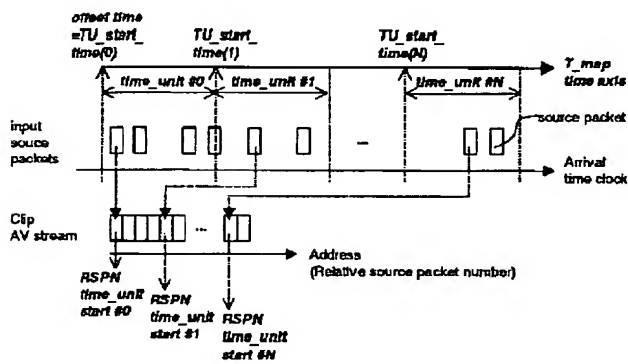 offset time
=TU_start_
time(0)
TU_start_
time(1)
TU_start_
time(N)
T_map
time axis
time_unit #0
time_unit #1
time_unit #N
input
souce
packets
source packet
Arrival
time clock
Clip
AV stream
Address
(Relative source packet number)
RSPN
time_unit
start #0
RSPN
time_unit
start #1
RSPN
time_unit
start #N